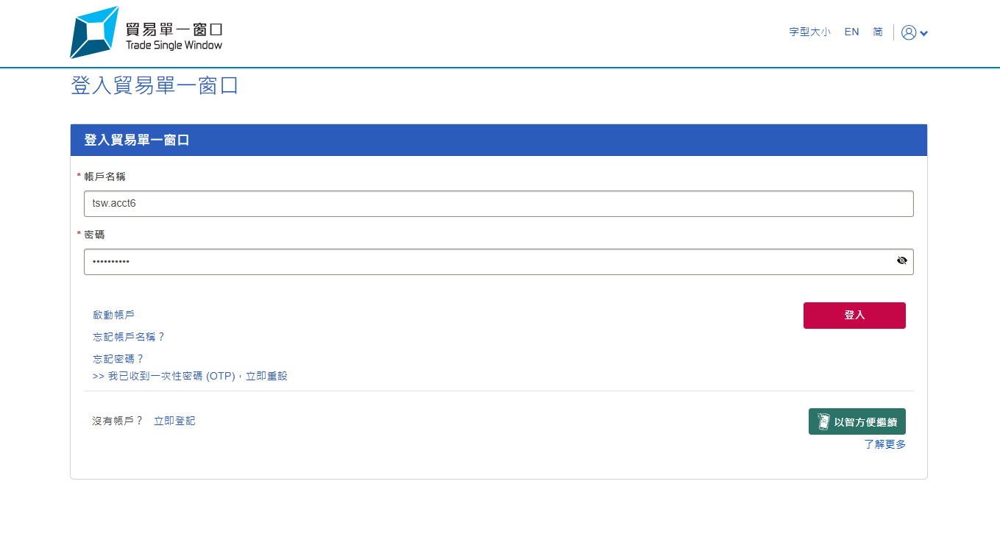 貿易單一窗口
Trade Single Window
字型大小 EN 简
登入貿易單一窗口
登入貿易單一窗口
* 帳戶名稱
tsw.acct6
* 密碼
••••••••••
啟動帳戶
登入
忘記帳戶名稱？
忘記密碼？
>> 我已收到一次性密碼 (OTP)，立即重設
沒有帳戶？ 立即登記
以智方便繼續
了解更多